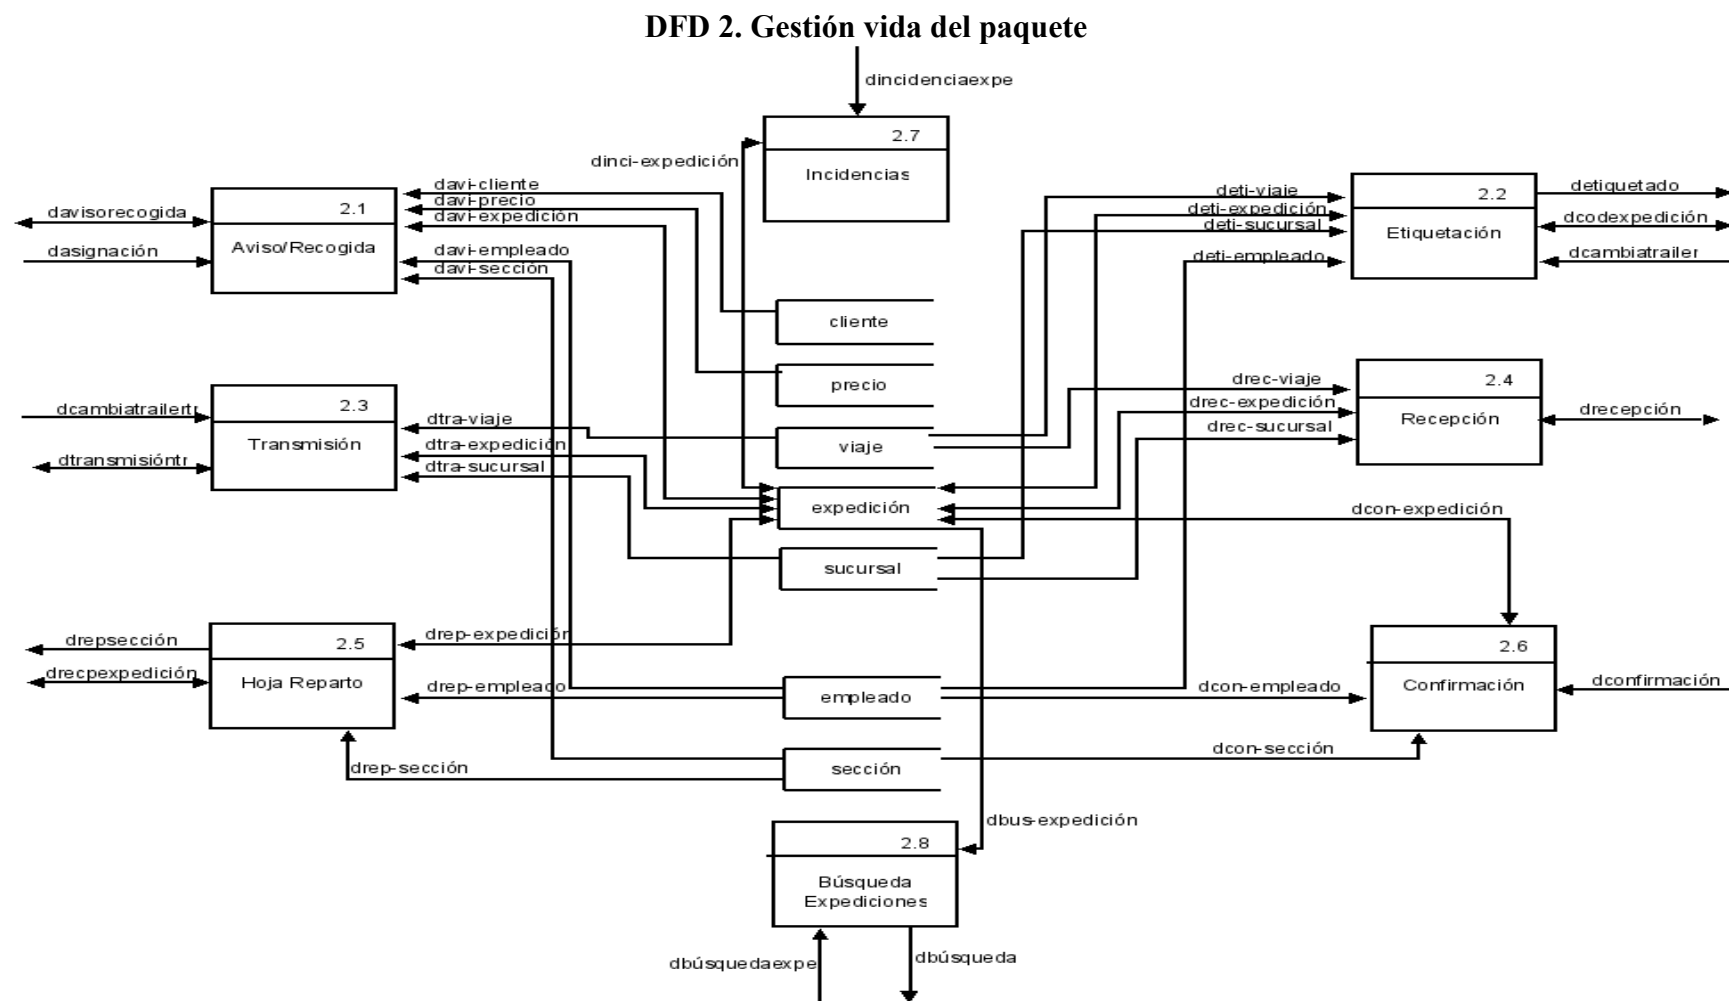 DFD 2. Gestión vida del paquete
dincidenciaexpe
2.7
Incidencias
dinci-expedición
davisorecogida
dasignación
2.1
Aviso/Recogida
davi-cliente
davi-precio
davi-expedición
davi-empleado
davi-sección
deti-viaje
deti-expedición
deti-sucursal
deti-empleado
2.2
Etiquetación
detiquetado
dcodexpedición
dcambiatrailer
cliente
precio
viaje
expedición
sucursal
empleado
sección
dcambiatrailertr
dtransmisióntr
2.3
Transmisión
dtra-viaje
dtra-expedición
dtra-sucursal
drec-viaje
drec-expedición
drec-sucursal
2.4
Recepción
drecepción
dcon-expedición
drepsección
drecpexpedición
2.5
Hoja Reparto
drep-expedición
drep-empleado
drep-sección
dcon-empleado
dcon-sección
2.6
Confirmación
dconfirmación
dbus-expedición
2.8
Búsqueda
Expediciones
dbúsquedaexpe
dbúsqueda